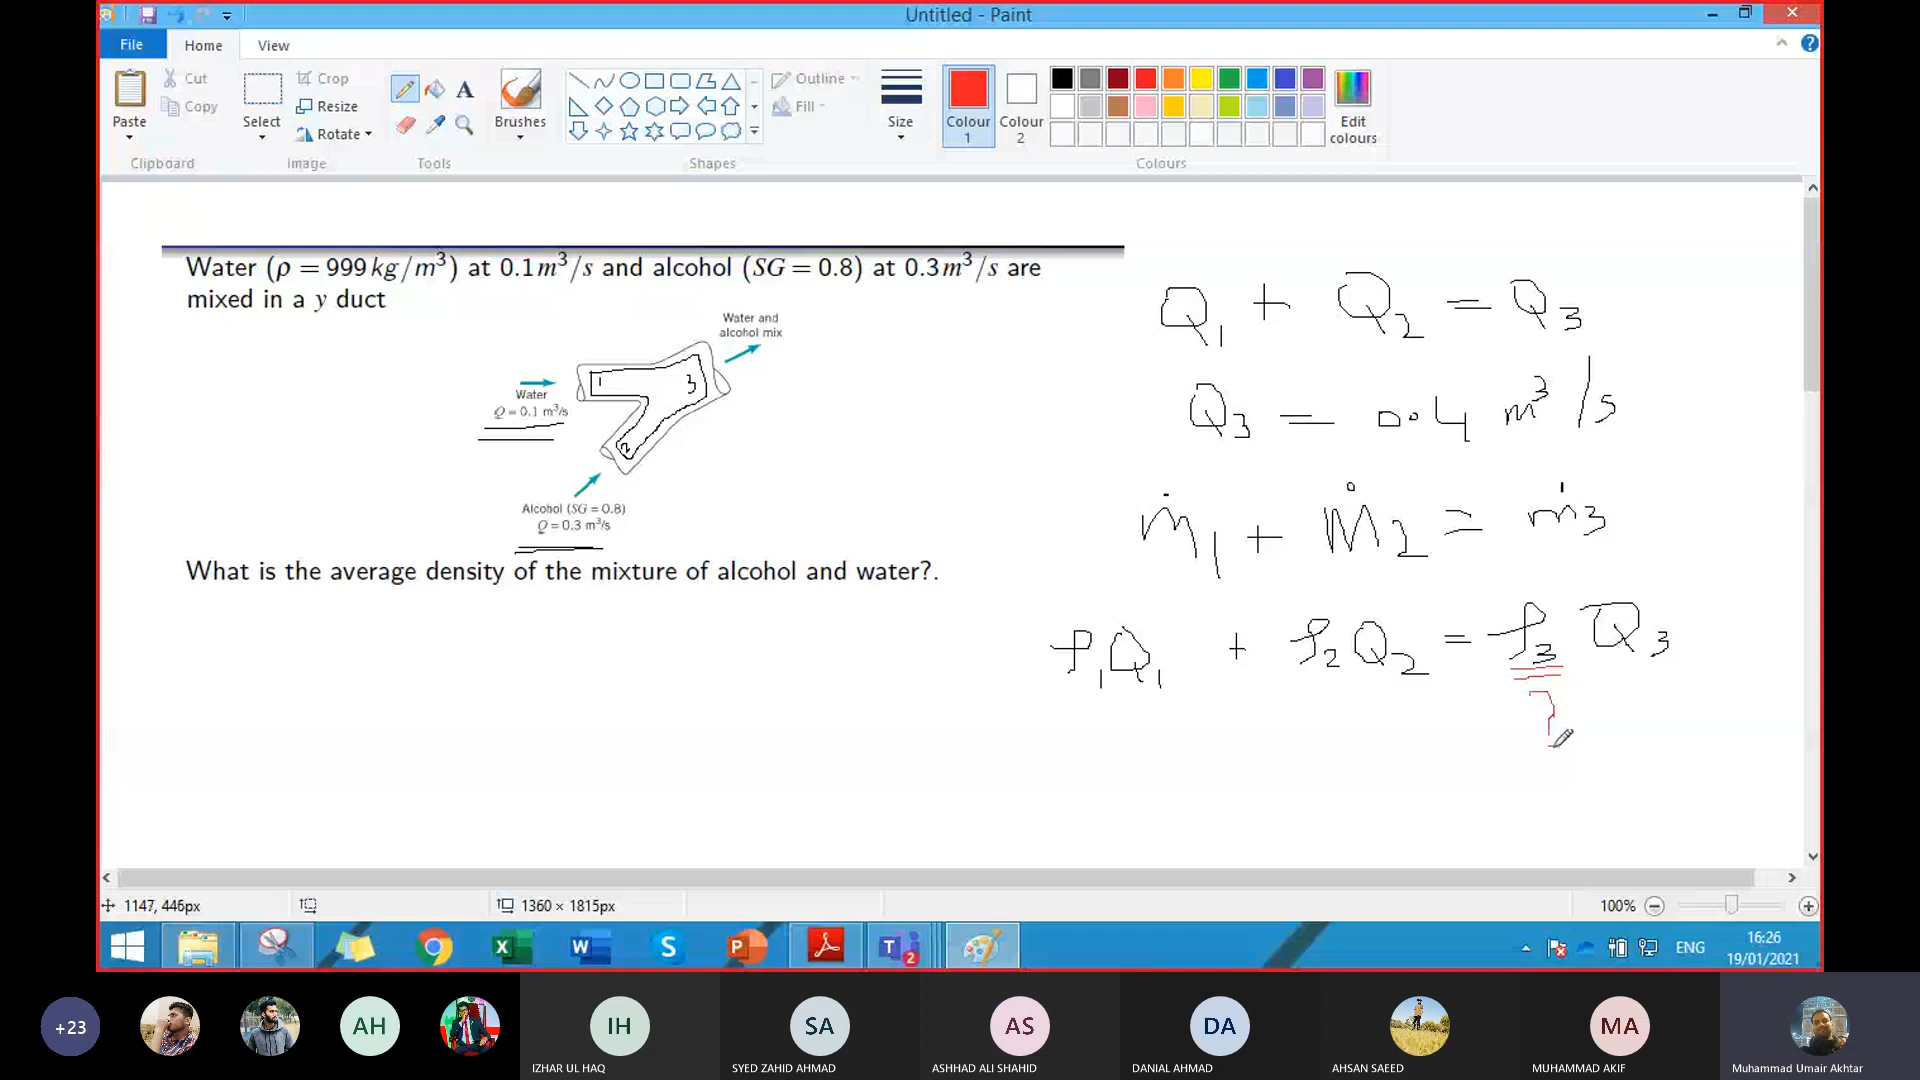 Untitled - Paint
File Home View
Paste
Cut
Copy
Clipboard
Select
Crop
Resize
Rotate
Image
Tools
Brushes
Shapes
Outline
Fill
Size
Colour 1
Colour 2
Edit colours
Colours
Water (ρ = 999 kg/m³) at 0.1m³/s and alcohol (SG = 0.8) at 0.3m³/s are
mixed in a y duct
Water and
alcohol mix
Water
Q = 0.1 m³/s
1
3
2
Alcohol (SG = 0.8)
Q = 0.3 m³/s
What is the average density of the mixture of alcohol and water?.
Q₁ + Q₂ = Q₃
Q₃ = 0.4 m³/s
ṁ₁ + ṁ₂ = ṁ₃
ρ₁Q₁ + ρ₂Q₂ = ρ₃ Q₃
?
1147, 446px
1360 × 1815px
100%
ENG
16:26
19/01/2021
2
+23
AH
IH
SA
AS
DA
MA
IZHAR UL HAQ
SYED ZAHID AHMAD
ASHHAD ALI SHAHID
DANIAL AHMAD
AHSAN SAEED
MUHAMMAD AKIF
Muhammad Umair Akhtar